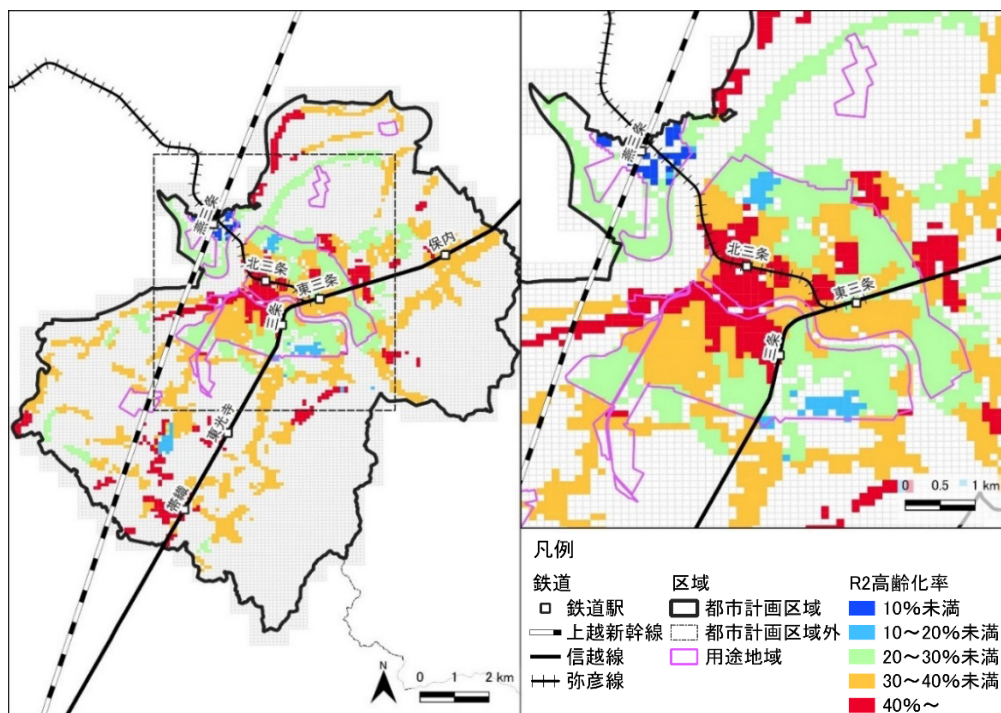 燕三条
北三条
東三条
三条
保内
東光寺
帯織
N
0 1 2 km
燕三条
北三条
東三条
三条
0 0.5 1 km
凡例
鉄道
鉄道駅
上越新幹線
信越線
弥彦線
区域
都市計画区域
都市計画区域外
用途地域
R2高齢化率
10%未満
10～20%未満
20～30%未満
30～40%未満
40%～